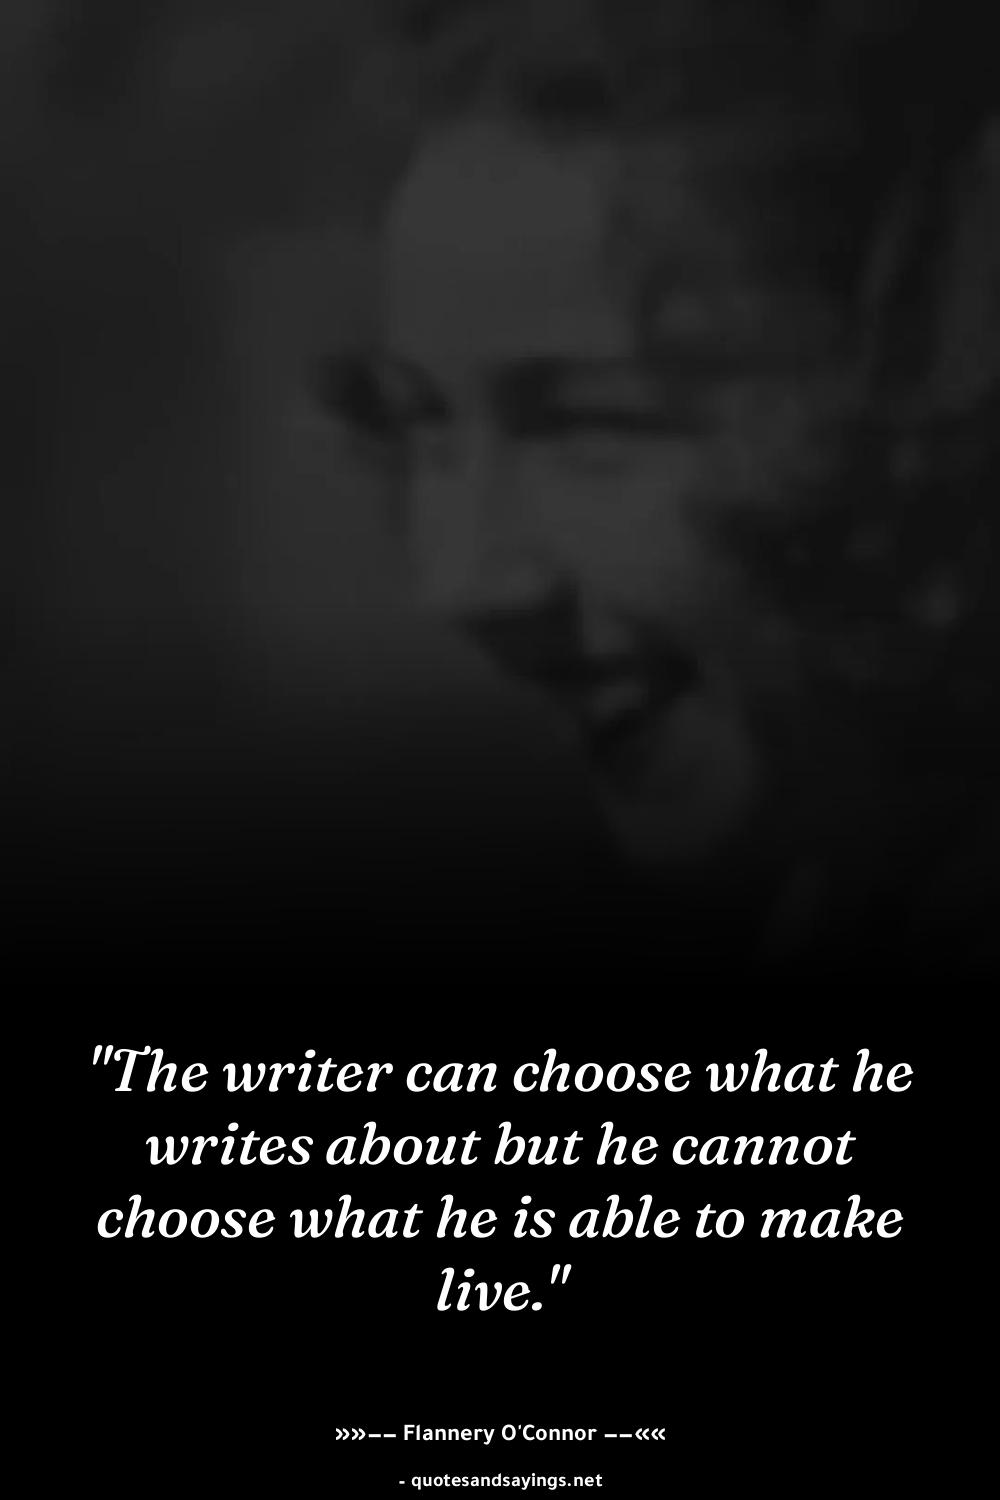 "The writer can choose what he
writes about but he cannot
choose what he is able to make
live."
»»—— Flannery O'Connor ——««
- quotesandsayings.net